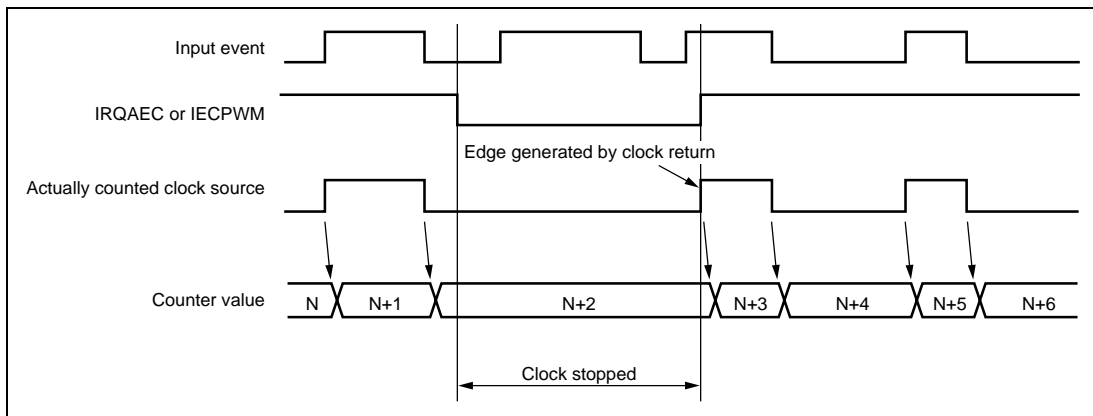 Input event
IRQAEC or IECPWM
Edge generated by clock return
Actually counted clock source
Counter value
N
N+1
N+2
N+3
N+4
N+5
N+6
Clock stopped